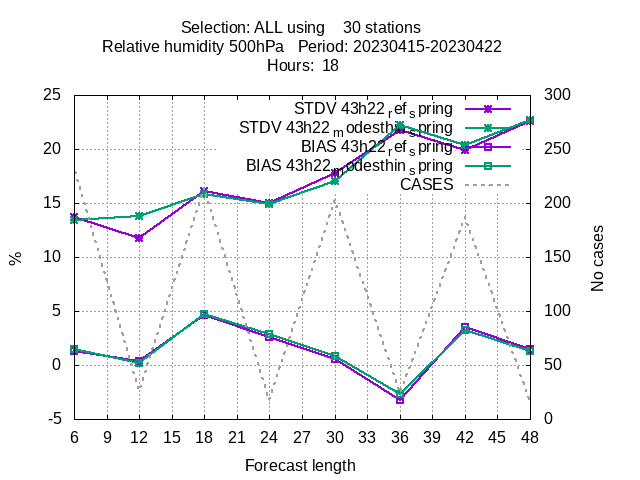 Selection: ALL using    30 stations
Relative humidity 500hPa   Period: 20230415-20230422
Hours:  18
STDV 43h22 ref spring
STDV 43h22 modesthin spring
BIAS 43h22 ref spring
BIAS 43h22 modesthin spring
CASES
25
20
15
10
5
0
-5
300
250
200
150
100
50
0
%
No cases
6 12 15 18 21 24 27 30 33 36 39 42 45 48
Forecast length